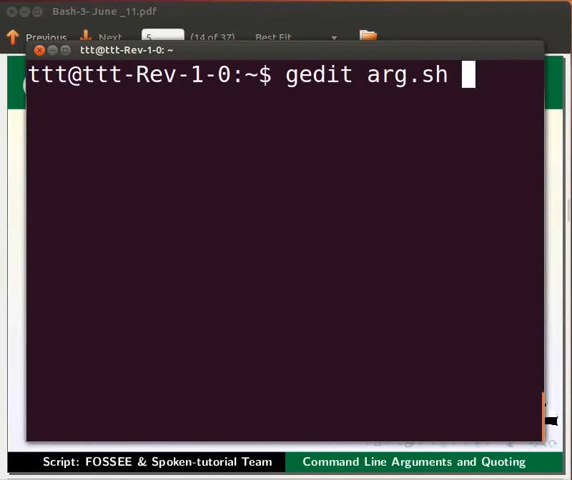 Bash-3- June _11.pdf
Previous Next 5 (14 of 37) Best Fit
ttt@ttt-Rev-1-0: ~
ttt@ttt-Rev-1-0:~$ gedit arg.sh
Script: FOSSEE & Spoken-tutorial Team Command Line Arguments and Quoting